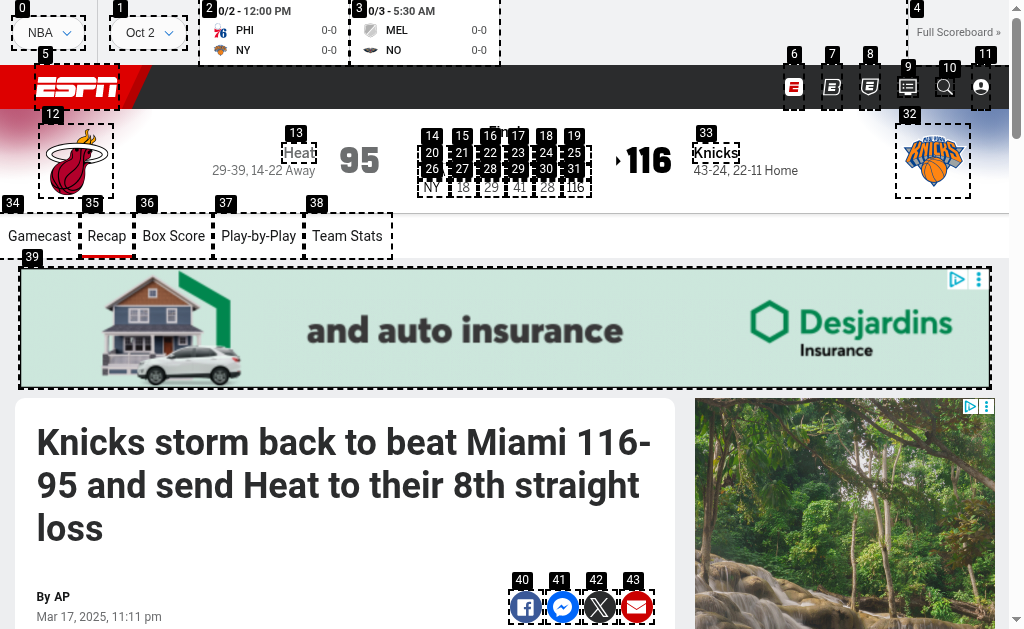 NBA
Oct 2
0/2 - 12:00 PM
PHI 0-0
NY 0-0
0/3 - 5:30 AM
MEL 0-0
NO 0-0
Full Scoreboard »
0
1
2
3
4
5
6
7
8
9
10
11
ESPN
12
13
Heat
29-39, 14-22 Away
95
14 15 16 17 18 19
20 21 22 23 24 25
26 27 28 29 30 31
NY 18 29 41 28 116
116
33
Knicks
43-24, 22-11 Home
32
NEW YORK
KNICKS
34 35 36 37 38
Gamecast Recap Box Score Play-by-Play Team Stats
39
and auto insurance
Desjardins
Insurance
Knicks storm back to beat Miami 116-
95 and send Heat to their 8th straight
loss
40 41 42 43
By AP
Mar 17, 2025, 11:11 pm